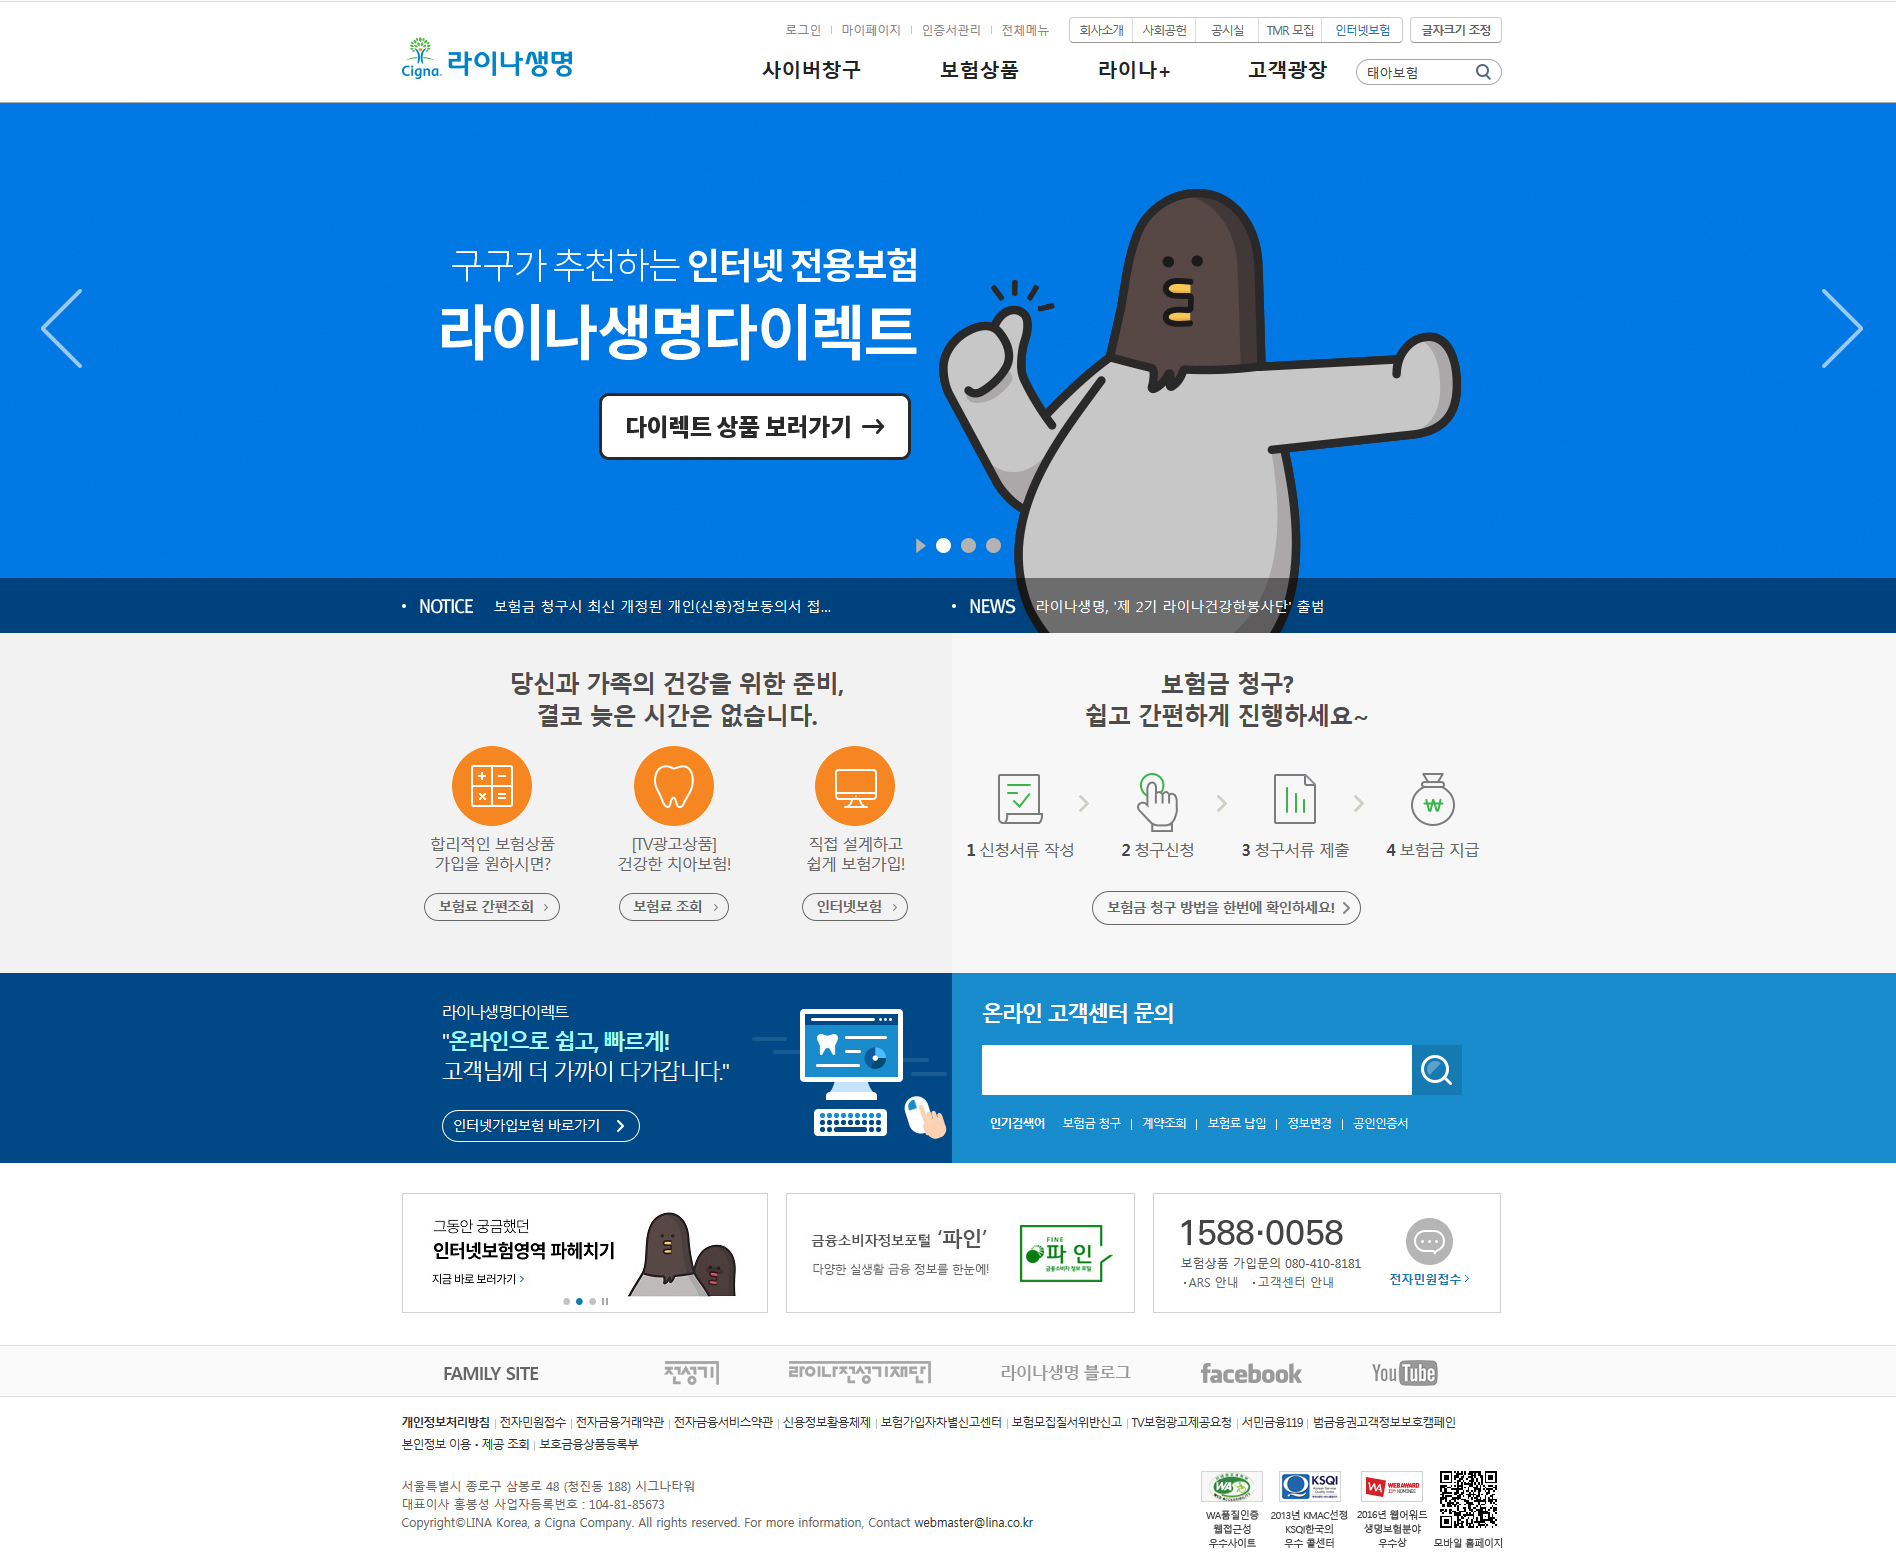 로그인 마이페이지 인증서관리 전체메뉴 회사소개 사회공헌 공시실 TMR 모집 인터넷보험 글자크기 조정
Cigna. 라이나생명
사이버창구 보험상품 라이나+ 고객광장 태아보험
구구가 추천하는 인터넷 전용보험
라이나생명다이렉트
다이렉트 상품 보러가기 →
• NOTICE 보험금 청구시 최신 개정된 개인(신용)정보동의서 접...
• NEWS 라이나생명, '제 2기 라이나건강한봉사단' 출범
당신과 가족의 건강을 위한 준비,
결코 늦은 시간은 없습니다.
합리적인 보험상품
가입을 원하시면?
보험료 간편조회 >
[TV광고상품]
건강한 치아보험!
보험료 조회 >
직접 설계하고
쉽게 보험가입!
인터넷보험 >
보험금 청구?
쉽고 간편하게 진행하세요~
1 신청서류 작성
2 청구신청
3 청구서류 제출
4 보험금 지급
보험금 청구 방법을 한번에 확인하세요! >
라이나생명다이렉트
"온라인으로 쉽고, 빠르게!
고객님께 더 가까이 다가갑니다."
인터넷가입보험 바로가기 >
온라인 고객센터 문의
인기검색어 보험금 청구 | 계약조회 | 보험료 납입 | 정보변경 | 공인인증서
그동안 궁금했던
인터넷보험영역 파헤치기
지금 바로 보러가기 >
금융소비자정보포털 '파인'
다양한 실생활 금융 정보를 한눈에!
FINE
파인
금융소비자 정보 포털
1588·0058
보험상품 가입문의 080-410-8181
·ARS 안내 ·고객센터 안내
전자민원접수 >
FAMILY SITE 전성기 라이나전성기재단 라이나생명 블로그 facebook YouTube
개인정보처리방침 | 전자민원접수 | 전자금융거래약관 | 전자금융서비스약관 | 신용정보활용체제 | 보험가입자차별신고센터 | 보험모집질서위반신고 | TV보험광고제공요청 | 서민금융119 | 범금융권고객정보보호캠페인
본인정보 이용・제공 조회 | 보호금융상품등록부
서울특별시 종로구 삼봉로 48 (청진동 188) 시그나타워
대표이사 홍봉성 사업자등록번호 : 104-81-85673
Copyright©LINA Korea, a Cigna Company. All rights reserved. For more information, Contact webmaster@lina.co.kr
WA
WA품질인증
웹접근성
우수사이트
KSQI
2013년 KMAC선정
KSQI한국의
우수 콜센터
WA WEB AWARD
2016년 웹어워드
생명보험분야
우수상
모바일 홈페이지